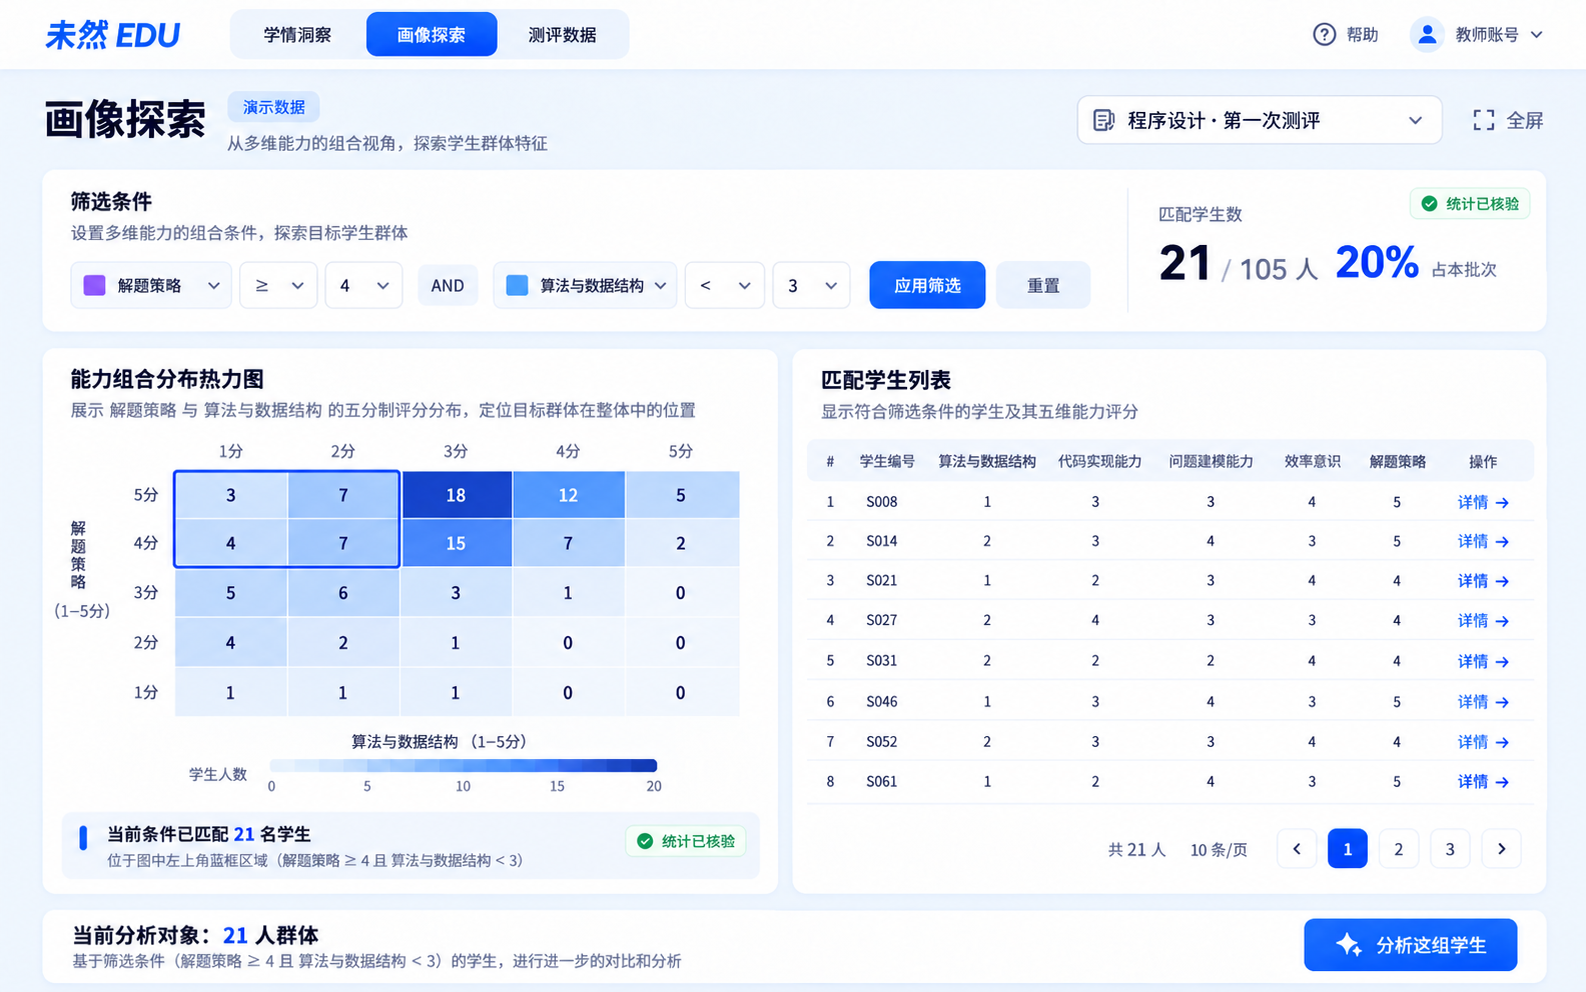 未然 EDU
学情洞察
画像探索
测评数据
帮助
教师账号
画像探索
演示数据
从多维能力的组合视角，探索学生群体特征
程序设计 · 第一次测评
全屏
筛选条件
设置多维能力的组合条件，探索目标学生群体
解题策略
≥
4
AND
算法与数据结构
<
3
应用筛选
重置
匹配学生数
统计已核验
21 / 105 人 20% 占本批次
能力组合分布热力图
展示 解题策略 与 算法与数据结构 的五分制评分分布，定位目标群体在整体中的位置
1分 2分 3分 4分 5分
解题策略
(1–5分)
5分 3 7 18 12 5
4分 4 7 15 7 2
3分 5 6 3 1 0
2分 4 2 1 0 0
1分 1 1 1 0 0
算法与数据结构 （1–5分）
学生人数
0 5 10 15 20
当前条件已匹配 21 名学生
位于图中左上角蓝框区域（解题策略 ≥ 4 且 算法与数据结构 < 3）
统计已核验
匹配学生列表
显示符合筛选条件的学生及其五维能力评分
# 学生编号 算法与数据结构 代码实现能力 问题建模能力 效率意识 解题策略 操作
1 S008 1 3 3 4 5 详情 →
2 S014 2 3 4 3 5 详情 →
3 S021 1 2 3 4 4 详情 →
4 S027 2 4 3 3 4 详情 →
5 S031 2 2 2 4 4 详情 →
6 S046 1 3 4 3 5 详情 →
7 S052 2 3 3 4 4 详情 →
8 S061 1 2 4 3 5 详情 →
共 21 人 10 条/页 1 2 3
当前分析对象：21 人群体
基于筛选条件（解题策略 ≥ 4 且 算法与数据结构 < 3）的学生，进行进一步的对比和分析
分析这组学生